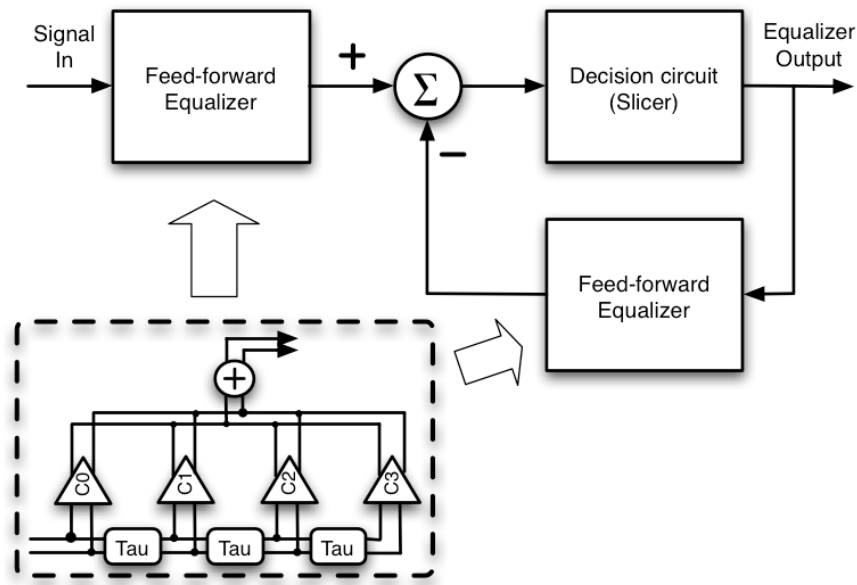 Signal
In
Feed-forward
Equalizer
+
Σ
Decision circuit
(Slicer)
Equalizer
Output
−
Feed-forward
Equalizer
+
C0
C1
C2
C3
Tau
Tau
Tau